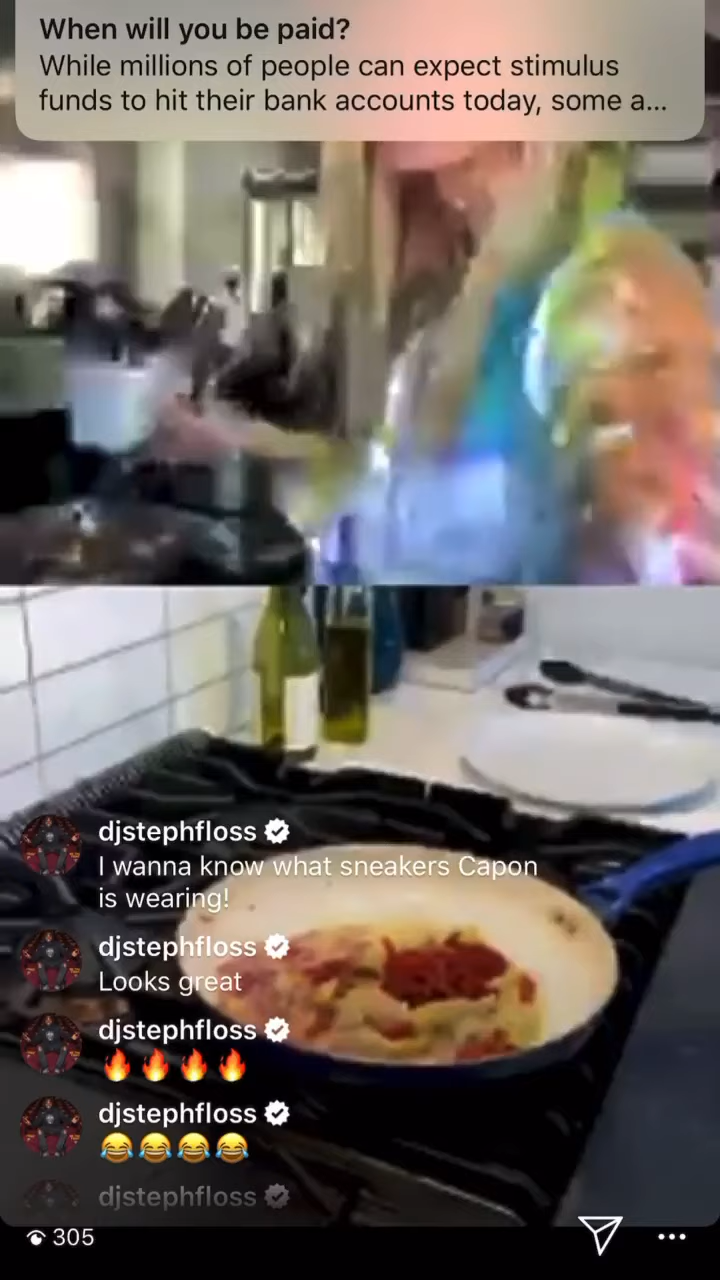 When will you be paid?
While millions of people can expect stimulus
funds to hit their bank accounts today, some a...
djstephfloss
I wanna know what sneakers Capon
is wearing!
djstephfloss
Looks great
djstephfloss
🔥🔥🔥🔥
djstephfloss
😂😂😂😂
djstephfloss
305